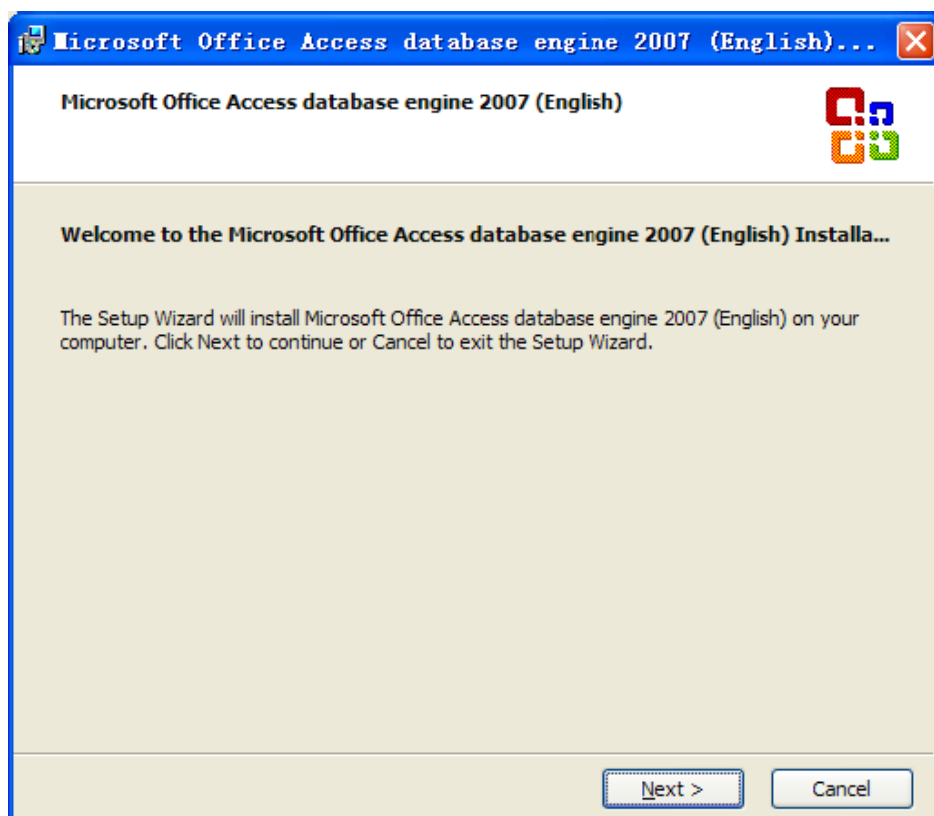 Microsoft Office Access database engine 2007 (English)...
Microsoft Office Access database engine 2007 (English)
Welcome to the Microsoft Office Access database engine 2007 (English) Installa...
The Setup Wizard will install Microsoft Office Access database engine 2007 (English) on your
computer. Click Next to continue or Cancel to exit the Setup Wizard.
Next >
Cancel